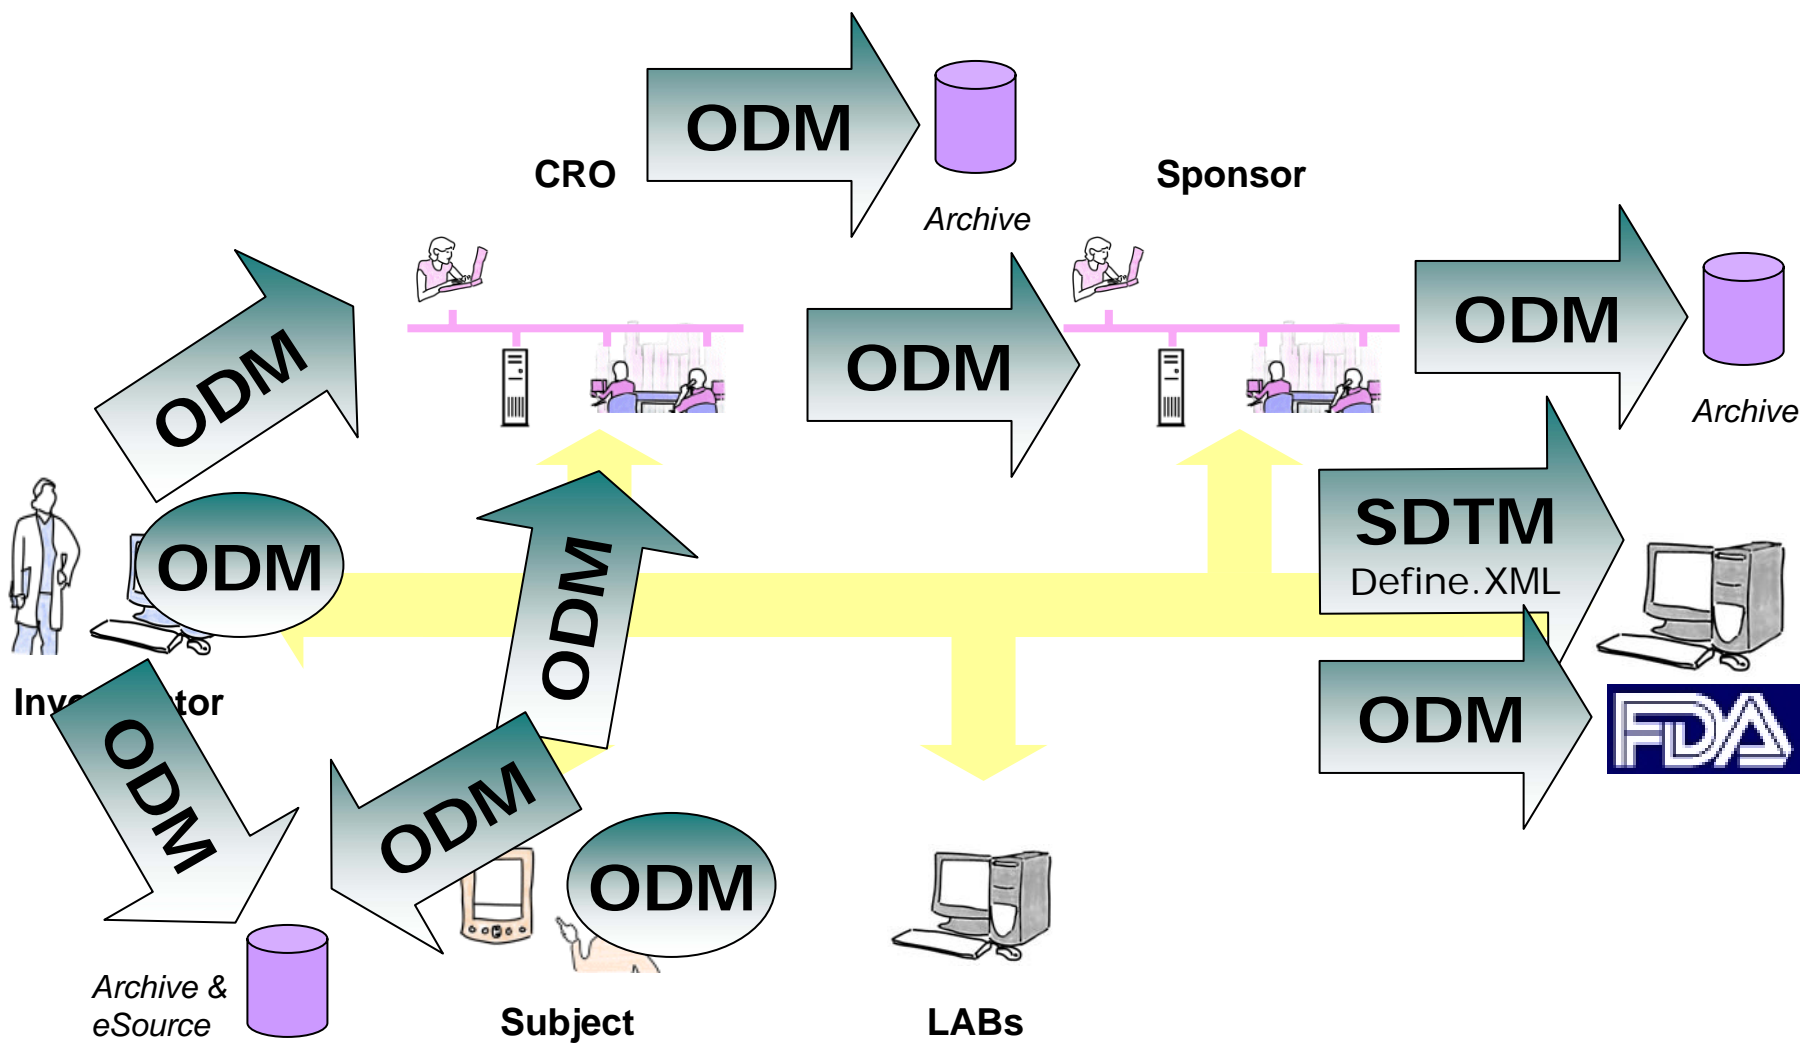 ODM
CRO
Sponsor
Archive
ODM
ODM
ODM
Archive
SDTM
Define.XML
ODM
ODM
ODM
FDA
ODM
ODM
ODM
Archive &
eSource
Subject
LABs